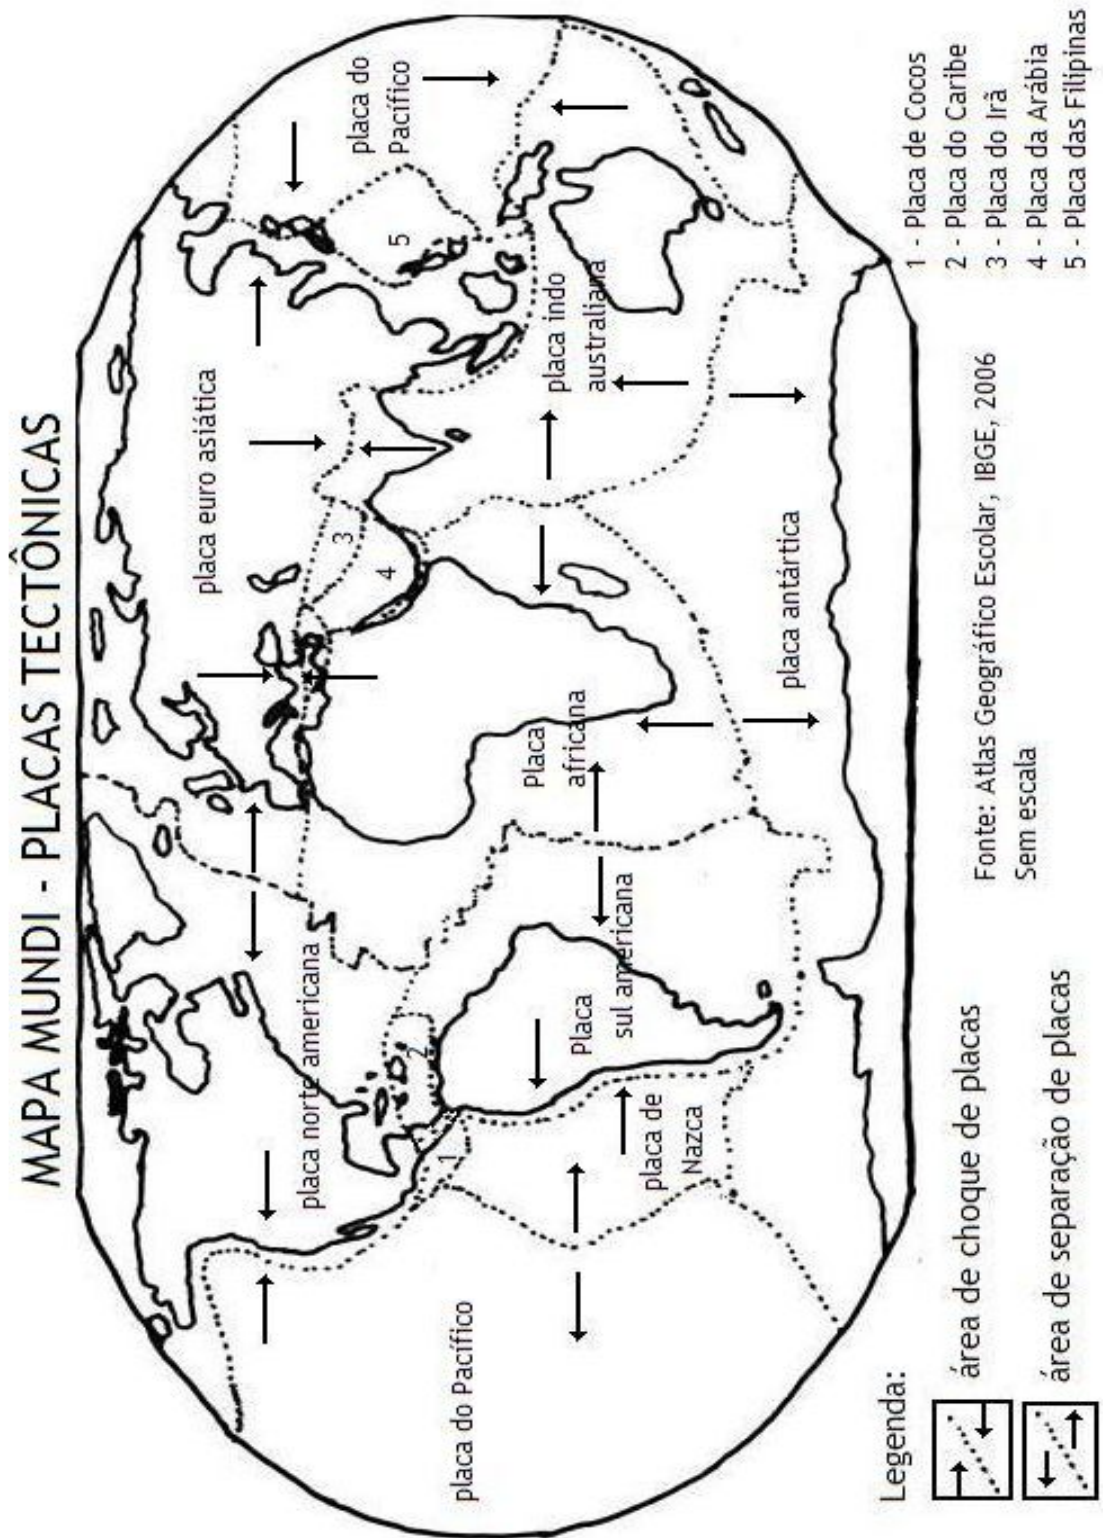 MAPA MUNDI - PLACAS TECTÔNICAS
placa euro asiática
placa do
Pacífico
placa norte americana
3
4
5
2
1
placa do Pacífico
Placa
africana
placa indo
australiana
Placa
sul americana
placa de
Nazca
placa antártica
Legenda:
área de choque de placas
área de separação de placas
Fonte: Atlas Geográfico Escolar, IBGE, 2006
Sem escala
1 - Placa de Cocos
2 - Placa do Caribe
3 - Placa do Irã
4 - Placa da Arábia
5 - Placa das Filipinas